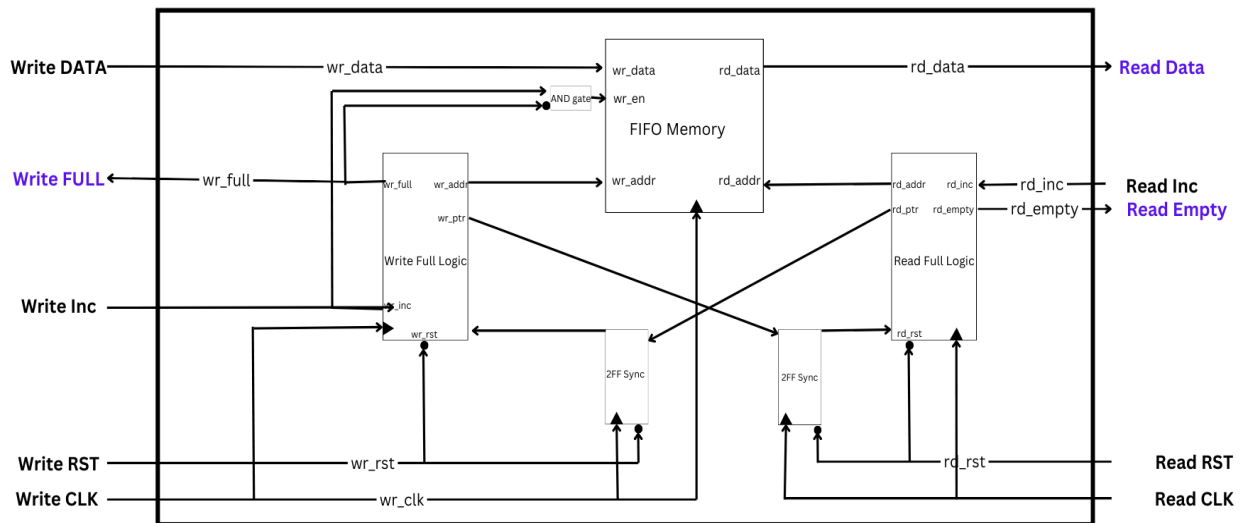 Write DATA
wr_data
wr_data
rd_data
rd_data
Read Data
AND gate
wr_en
FIFO Memory
Write FULL
wr_full
wr_full
wr_addr
wr_addr
rd_addr
rd_addr
rd_inc
rd_inc
Read Inc
wr_ptr
rd_ptr
rd_empty
rd_empty
Read Empty
Write Full Logic
Read Full Logic
Write Inc
wr_inc
wr_rst
rd_rst
2FF Sync
2FF Sync
Write RST
wr_rst
rd_rst
Read RST
Write CLK
wr_clk
Read CLK